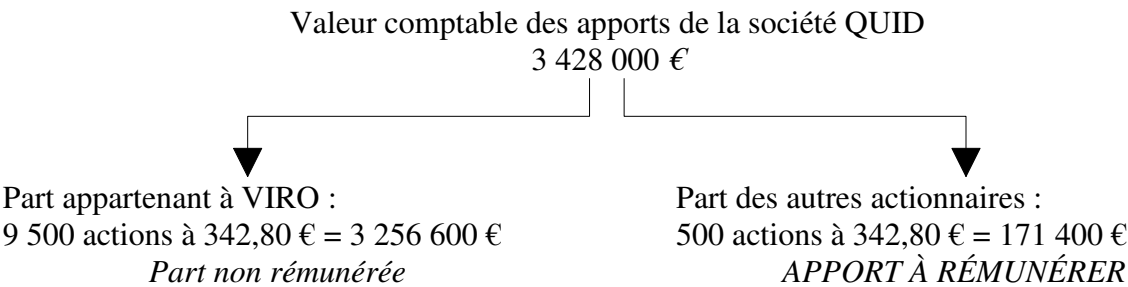 Valeur comptable des apports de la société QUID
3 428 000 €
Part appartenant à VIRO :
9 500 actions à 342,80 € = 3 256 600 €
Part non rémunérée
Part des autres actionnaires :
500 actions à 342,80 € = 171 400 €
APPORT À RÉMUNÉRER